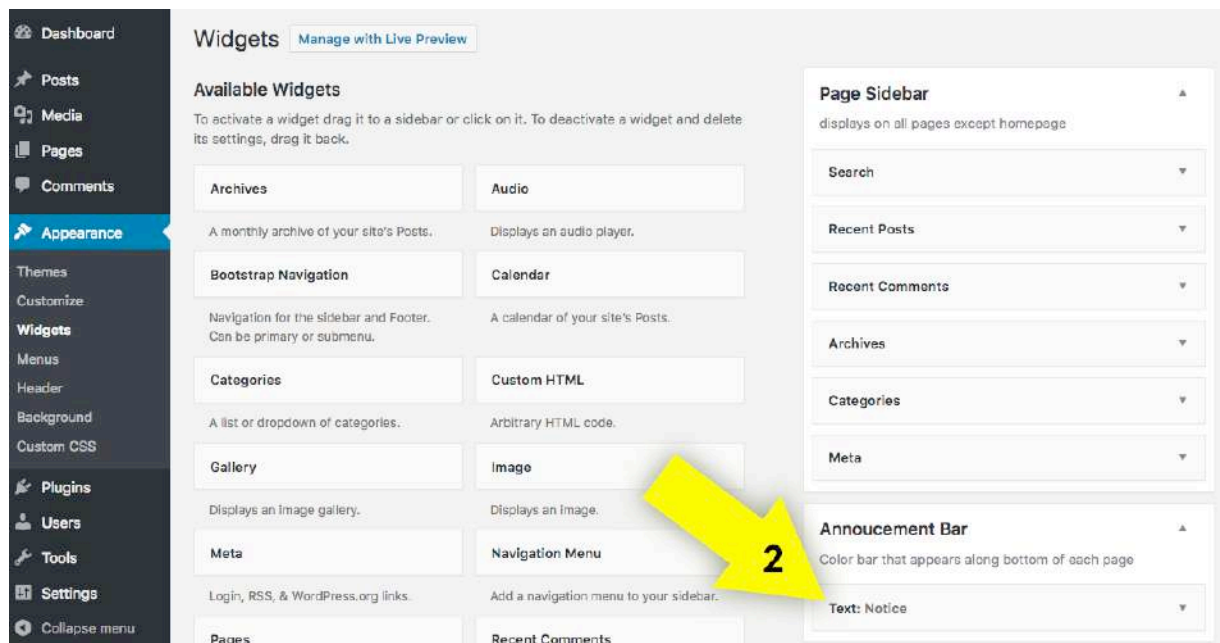 Dashboard
Posts
Media
Pages
Comments
Appearance
Themes
Customize
Widgets
Menus
Header
Background
Custom CSS
Plugins
Users
Tools
Settings
Collapse menu
Widgets Manage with Live Preview
Available Widgets
To activate a widget drag it to a sidebar or click on it. To deactivate a widget and delete
its settings, drag it back.
Archives
A monthly archive of your site's Posts.
Audio
Displays an audio player.
Bootstrap Navigation
Navigation for the sidebar and Footer.
Can be primary or submenu.
Calendar
A calendar of your site's Posts.
Categories
A list or dropdown of categories.
Custom HTML
Arbitrary HTML code.
Gallery
Displays an image gallery.
Image
Displays an image.
Meta
Login, RSS, & WordPress.org links.
Navigation Menu
Add a navigation menu to your sidebar.
Pages
Recent Comments
Page Sidebar
displays on all pages except homepage
Search
Recent Posts
Recent Comments
Archives
Categories
Meta
2
Annoucement Bar
Color bar that appears along bottom of each page
Text: Notice